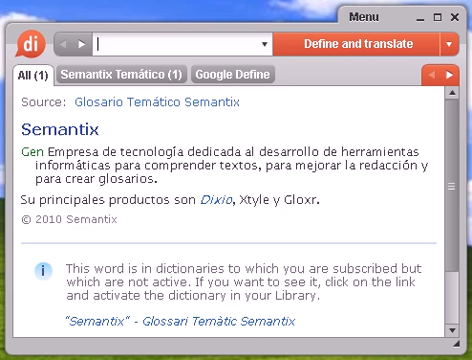 Menu
di
Define and translate
All (1)
Semantix Temático (1)
Google Define
Source: Glosario Temático Semantix
Semantix
Gen Empresa de tecnología dedicada al desarrollo de herramientas
informáticas para comprender textos, para mejorar la redacción y
para crear glosarios.
Su principales producto son Dixio, Xtyle y Gloxr.
© 2010 Semantix
i
This word is in dictionaries to which you are subscribed but
which are not active. If you want to see it, click on the link
and activate the dictionary in your Library.
"Semantix" - Glossari Temàtic Semantix